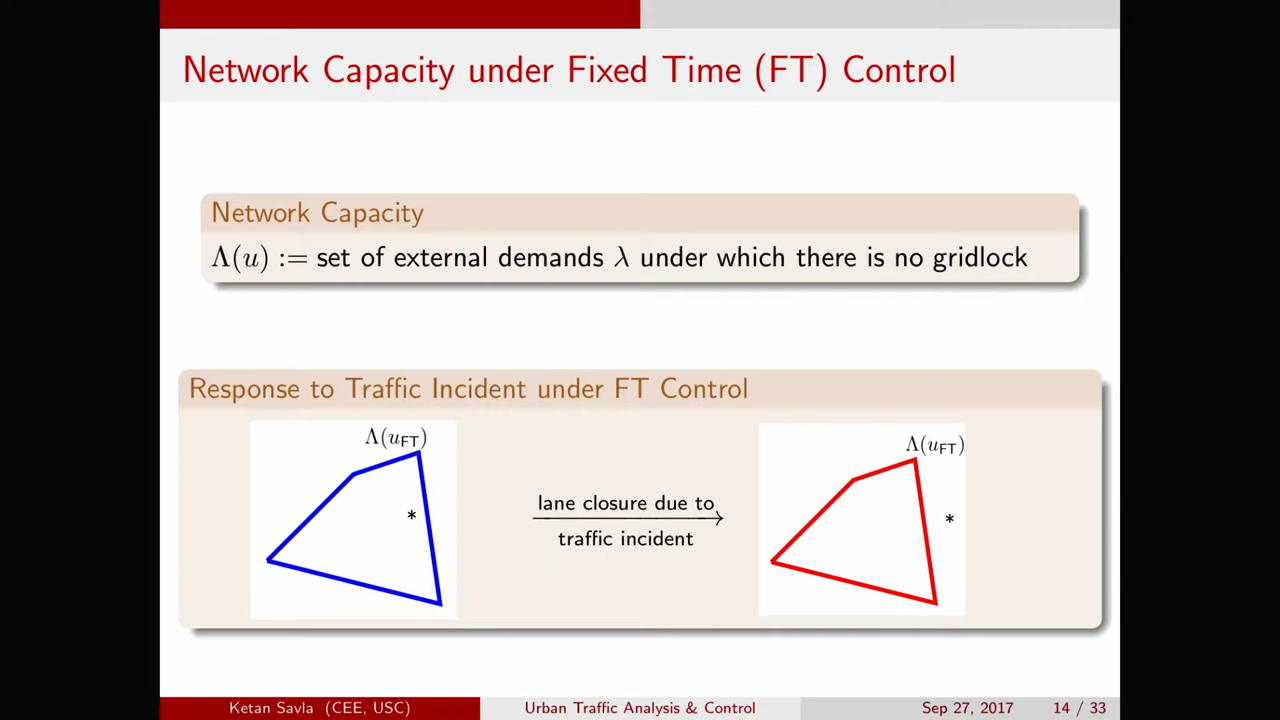 Network Capacity under Fixed Time (FT) Control
Network Capacity
Λ(u) := set of external demands λ under which there is no gridlock
Response to Traffic Incident under FT Control
Λ(u_FT)
*
lane closure due to
traffic incident
Λ(u_FT)
*
Ketan Savla (CEE, USC)
Urban Traffic Analysis & Control
Sep 27, 2017
14 / 33